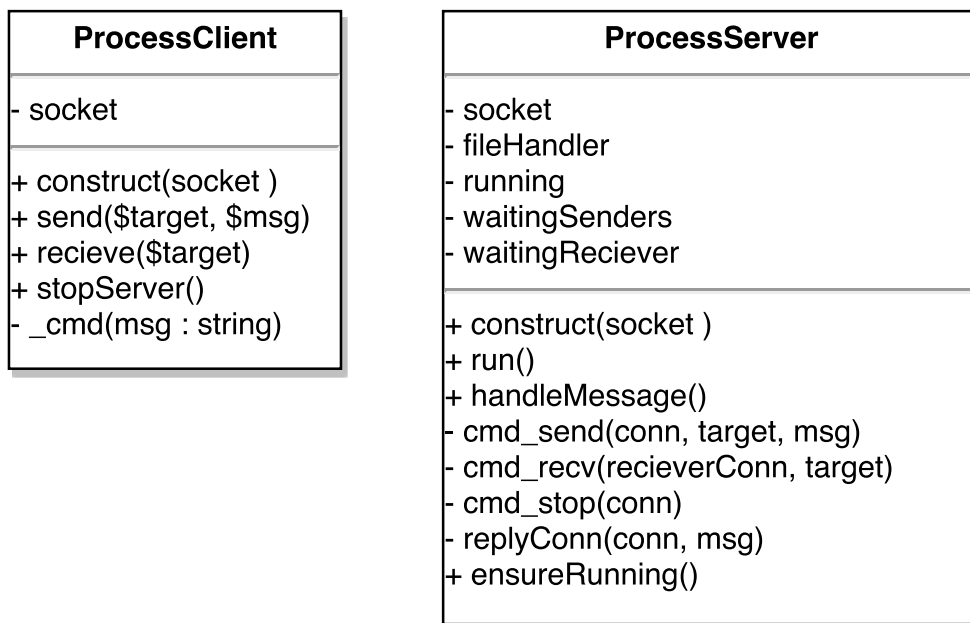 ProcessClient
- socket
+ construct(socket )
+ send($target, $msg)
+ recieve($target)
+ stopServer()
- _cmd(msg : string)
ProcessServer
- socket
- fileHandler
- running
- waitingSenders
- waitingReciever
+ construct(socket )
+ run()
+ handleMessage()
- cmd_send(conn, target, msg)
- cmd_recv(recieverConn, target)
- cmd_stop(conn)
- replyConn(conn, msg)
+ ensureRunning()